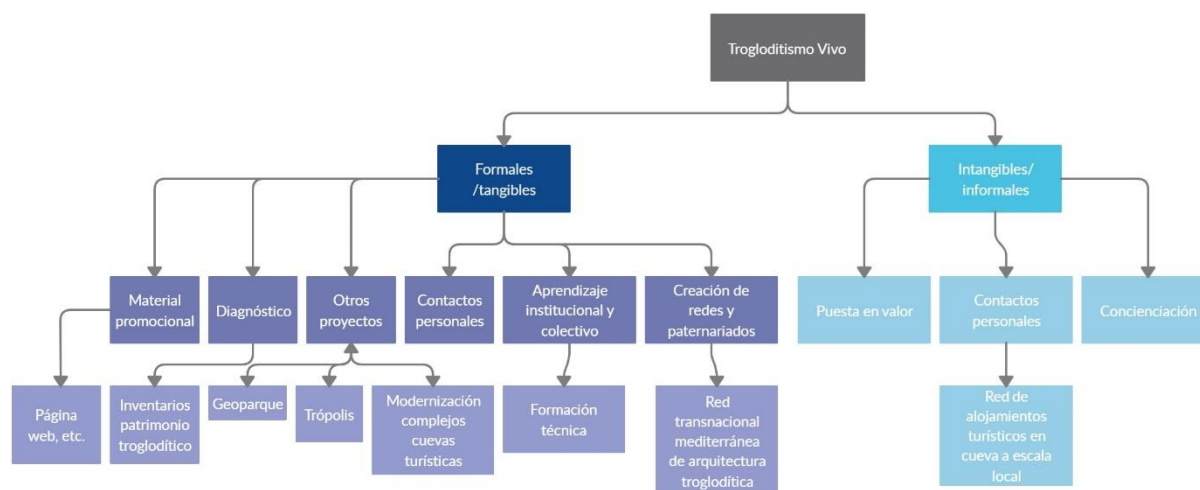 Trogloditismo Vivo
Formales
/tangibles
Intangibles/
informales
Material
promocional
Diagnóstico
Otros
proyectos
Contactos
personales
Aprendizaje
institucional y
colectivo
Creación de
redes y
paternariados
Puesta en valor
Contactos
personales
Concienciación
Página
web, etc.
Inventarios
patrimonio
troglodítico
Geoparque
Trópolis
Modernización
complejos
cuevas
turísticas
Formación
técnica
Red
transnacional
mediterránea
de arquitectura
troglodítica
Red de
alojamientos
turísticos en
cueva a escala
local